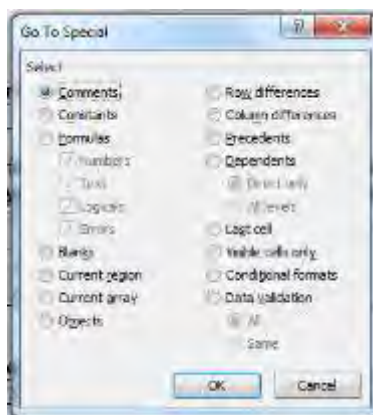 Go To Special
Select
Comments
Constants
Formulas
Numbers
Text
Logicals
Errors
Blanks
Current region
Current array
Objects
Row differences
Column differences
Precedents
Dependents
Direct only
All levels
Last cell
Visible cells only
Conditional formats
Data validation
All
Same
OK
Cancel